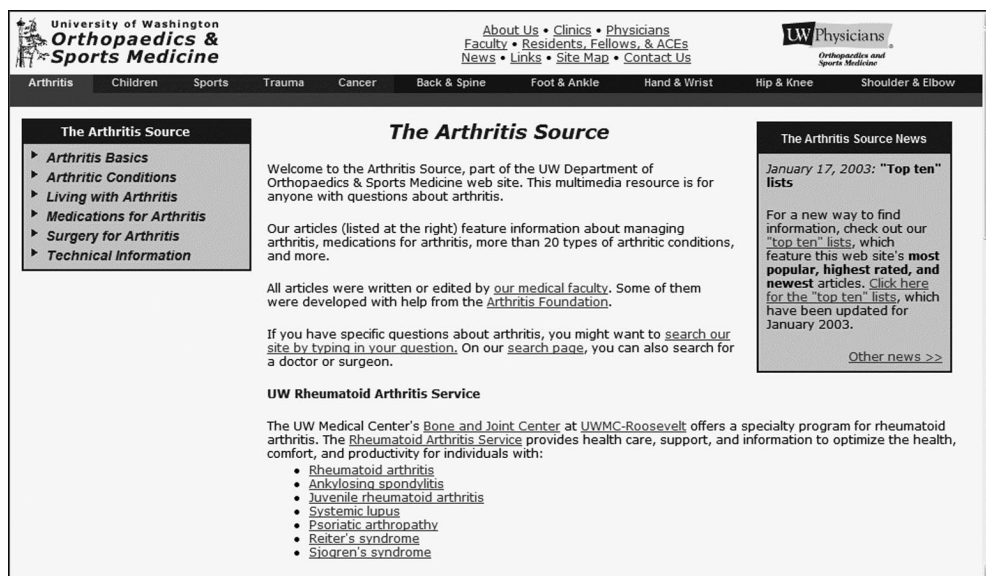 University of Washington
Orthopaedics &
Sports Medicine
About Us • Clinics • Physicians
Faculty • Residents, Fellows, & ACEs
News • Links • Site Map • Contact Us
UW Physicians
Orthopaedics and
Sports Medicine
Arthritis Children Sports Trauma Cancer Back & Spine Foot & Ankle Hand & Wrist Hip & Knee Shoulder & Elbow
The Arthritis Source
Arthritis Basics
Arthritic Conditions
Living with Arthritis
Medications for Arthritis
Surgery for Arthritis
Technical Information
The Arthritis Source
Welcome to the Arthritis Source, part of the UW Department of
Orthopaedics & Sports Medicine web site. This multimedia resource is for
anyone with questions about arthritis.
Our articles (listed at the right) feature information about managing
arthritis, medications for arthritis, more than 20 types of arthritic conditions,
and more.
All articles were written or edited by our medical faculty. Some of them
were developed with help from the Arthritis Foundation.
If you have specific questions about arthritis, you might want to search our
site by typing in your question. On our search page, you can also search for
a doctor or surgeon.
UW Rheumatoid Arthritis Service
The UW Medical Center's Bone and Joint Center at UWMC-Roosevelt offers a specialty program for rheumatoid
arthritis. The Rheumatoid Arthritis Service provides health care, support, and information to optimize the health,
comfort, and productivity for individuals with:
• Rheumatoid arthritis
• Ankylosing spondylitis
• Juvenile rheumatoid arthritis
• Systemic lupus
• Psoriatic arthropathy
• Reiter's syndrome
• Sjogren's syndrome
The Arthritis Source News
January 17, 2003: "Top ten"
lists
For a new way to find
information, check out our
"top ten" lists, which
feature this web site's most
popular, highest rated, and
newest articles. Click here
for the "top ten" lists, which
have been updated for
January 2003.
Other news >>